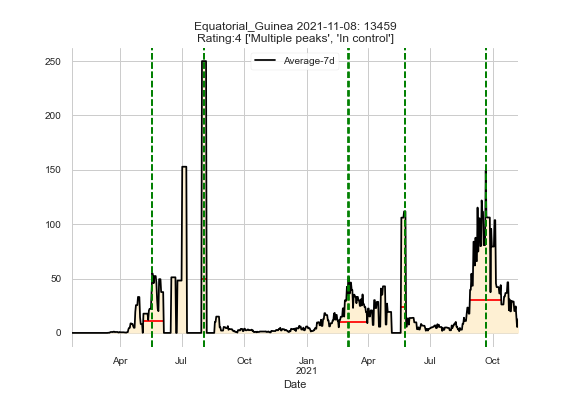 Equatorial_Guinea 2021-11-08: 13459
Rating:4 ['Multiple peaks', 'In control']
Average-7d
250
200
150
100
50
0
Apr Jul Oct Jan Apr Jul Oct
2021
Date